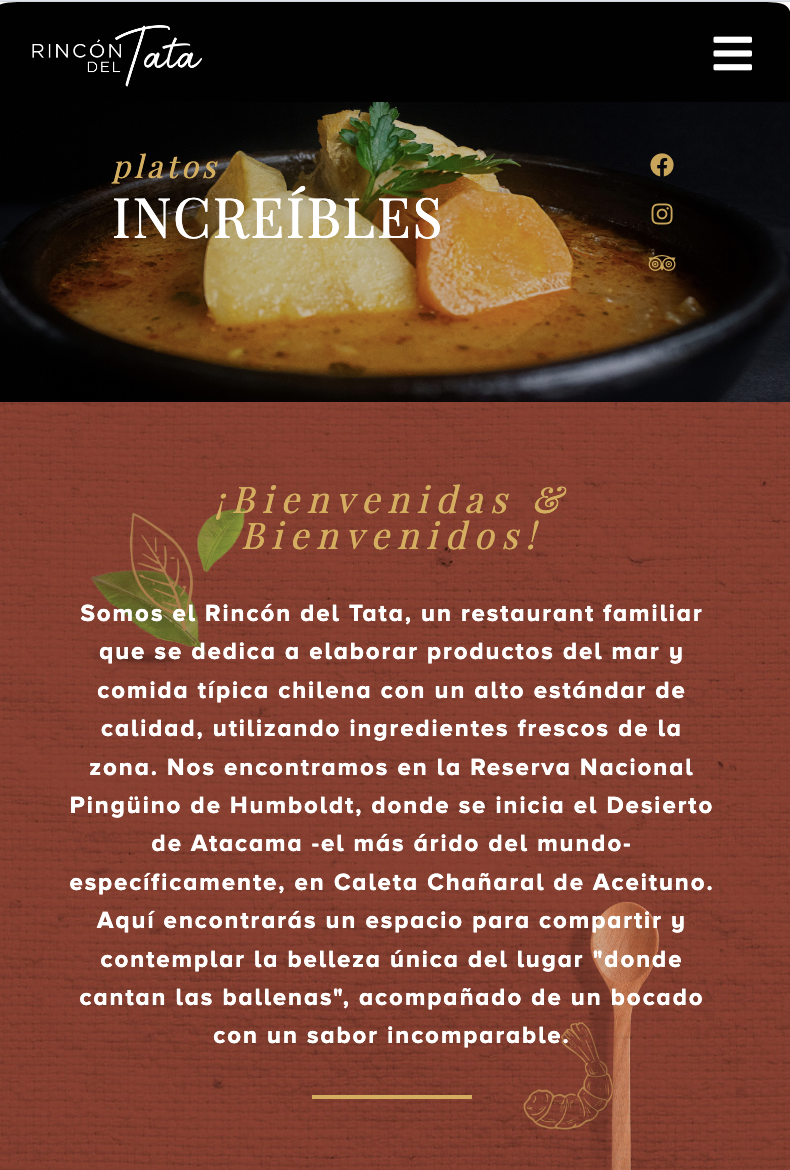 RINCÓN
DEL Tata
platos
INCREÍBLES
¡Bienvenidas &
Bienvenidos!
Somos el Rincón del Tata, un restaurant familiar
que se dedica a elaborar productos del mar y
comida típica chilena con un alto estándar de
calidad, utilizando ingredientes frescos de la
zona. Nos encontramos en la Reserva Nacional
Pingüino de Humboldt, donde se inicia el Desierto
de Atacama -el más árido del mundo-
específicamente, en Caleta Chañaral de Aceituno.
Aquí encontrarás un espacio para compartir y
contemplar la belleza única del lugar "donde
cantan las ballenas", acompañado de un bocado
con un sabor incomparable.